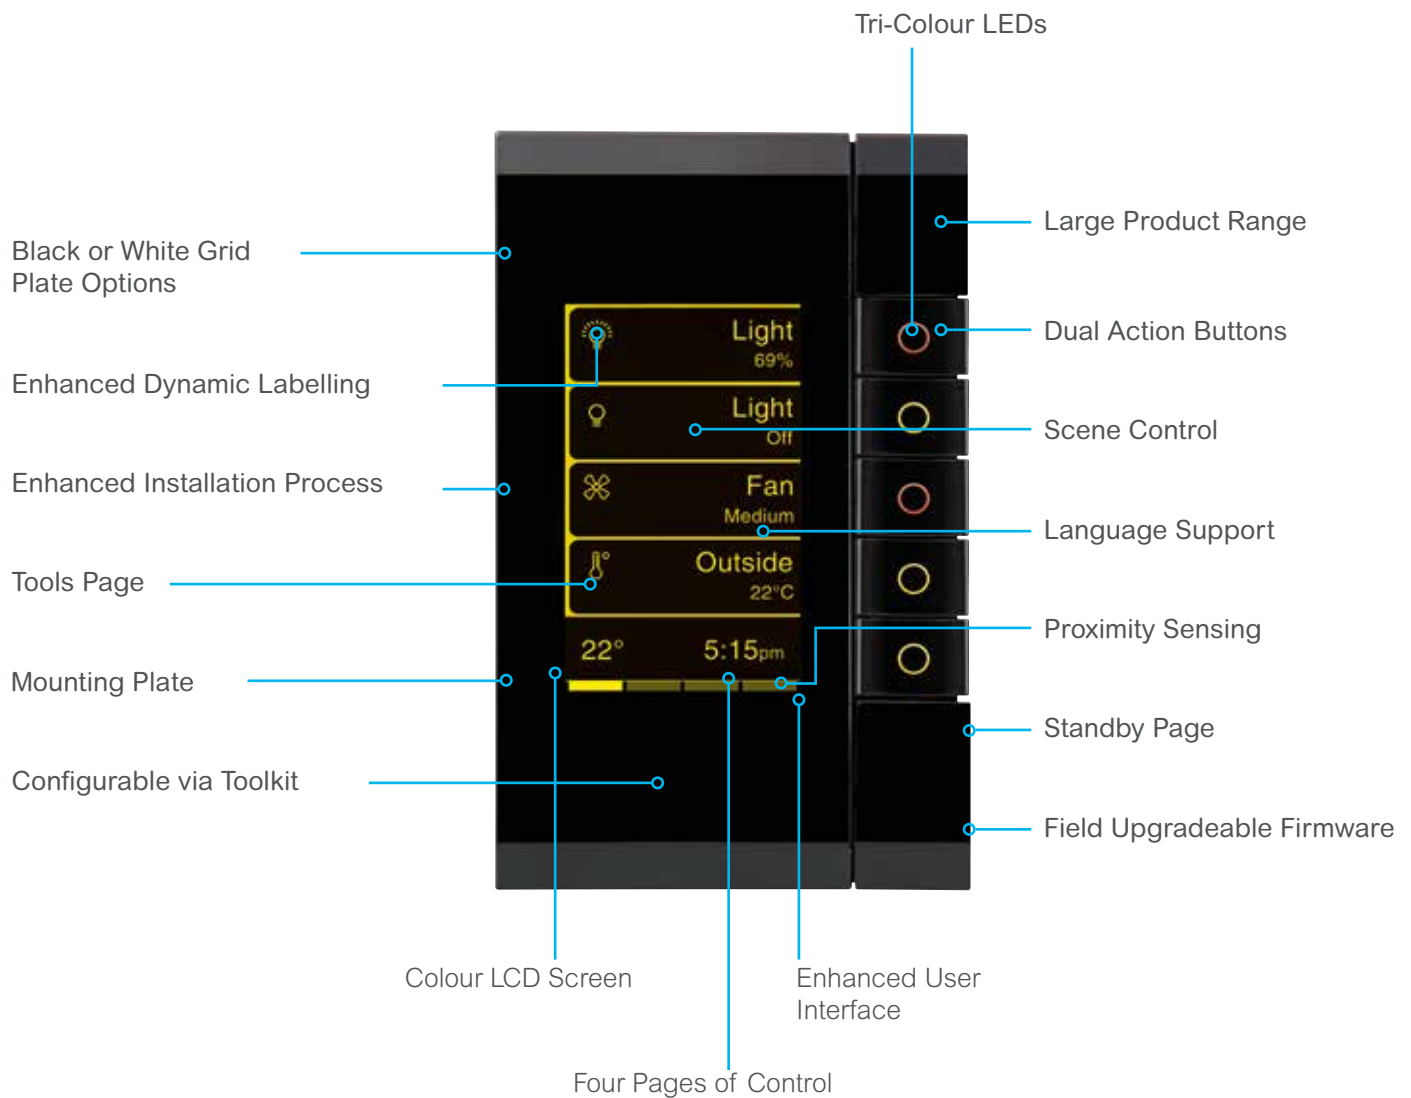 Tri-Colour LEDs
Large Product Range
Black or White Grid
Plate Options
Light
69%
Dual Action Buttons
Enhanced Dynamic Labelling
Light
Off
Scene Control
Enhanced Installation Process
Fan
Medium
Language Support
Tools Page
Outside
22°C
Proximity Sensing
22°
5:15pm
Mounting Plate
Standby Page
Configurable via Toolkit
Field Upgradeable Firmware
Colour LCD Screen
Enhanced User
Interface
Four Pages of Control